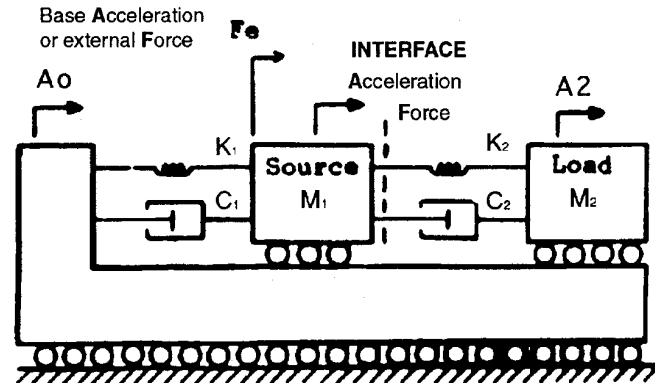 Base Acceleration
or external Force
Fe
INTERFACE
Acceleration
Force
Ao
A2
K1
K2
Source
M1
Load
M2
C1
C2